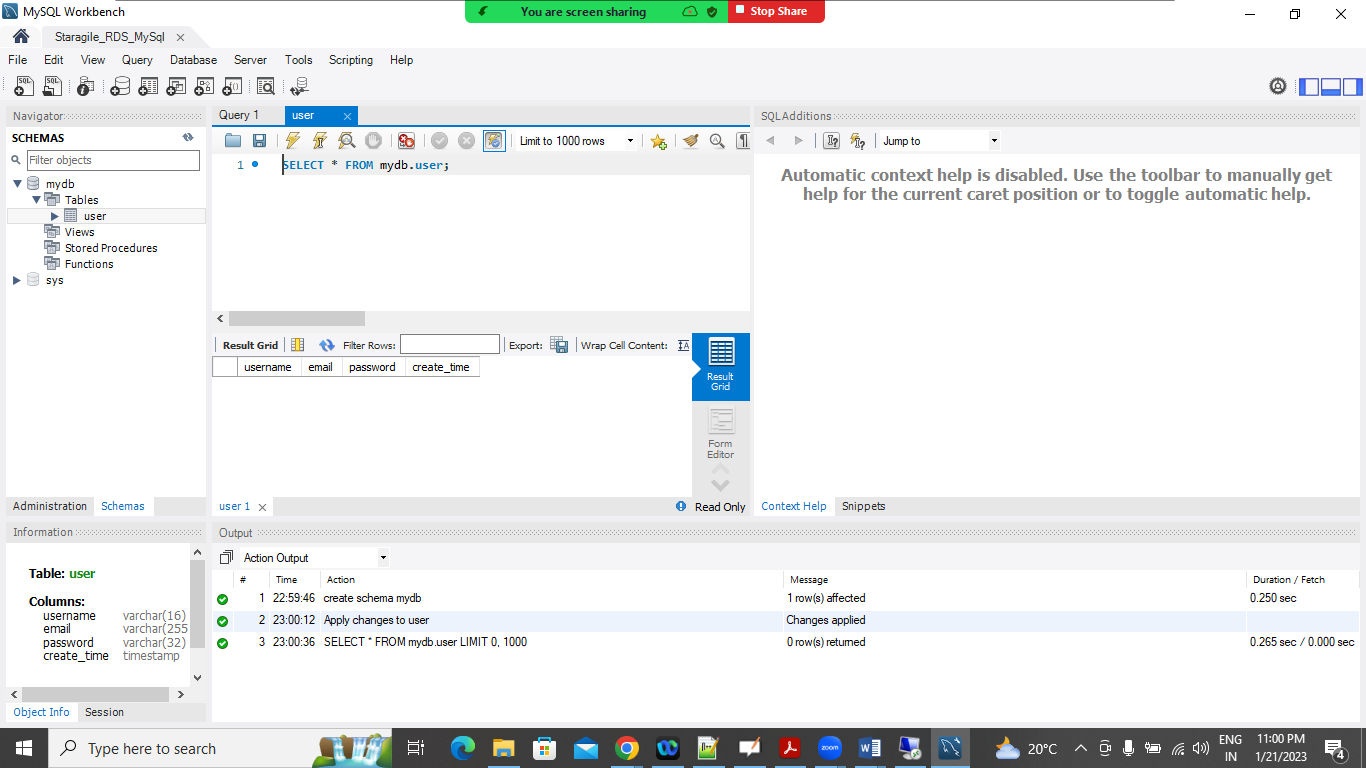 MySQL Workbench
You are screen sharing
Stop Share
Staragile_RDS_MySql
File Edit View Query Database Server Tools Scripting Help
Navigator
SCHEMAS
Filter objects
mydb
Tables
user
Views
Stored Procedures
Functions
sys
Administration Schemas
Query 1 user
Limit to 1000 rows
1 SELECT * FROM mydb.user;
Result Grid Filter Rows: Export: Wrap Cell Content:
username email password create_time
Result
Grid
Form
Editor
user 1
Read Only
SQLAdditions
Jump to
Automatic context help is disabled. Use the toolbar to manually get
help for the current caret position or to toggle automatic help.
Context Help Snippets
Information
Table: user
Columns:
username varchar(16)
email varchar(255
password varchar(32)
create_time timestamp
Object Info Session
Output
Action Output
# Time Action Message Duration / Fetch
1 22:59:46 create schema mydb 1 row(s) affected 0.250 sec
2 23:00:12 Apply changes to user Changes applied
3 23:00:36 SELECT * FROM mydb.user LIMIT 0, 1000 0 row(s) returned 0.265 sec / 0.000 sec
Type here to search
zoom
20°C
ENG
IN
11:00 PM
1/21/2023
4